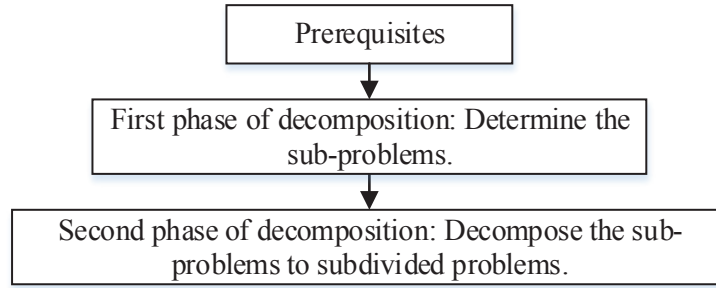 Prerequisites
First phase of decomposition: Determine the
sub-problems.
Second phase of decomposition: Decompose the sub-
problems to subdivided problems.